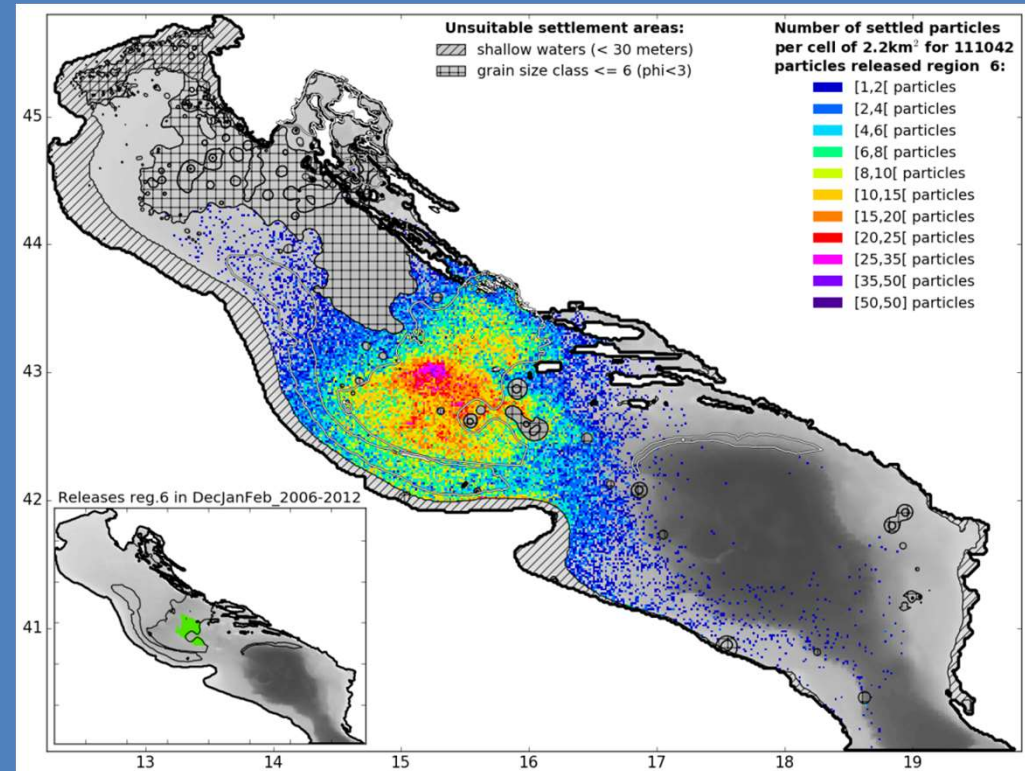 Unsuitable settlement areas:
shallow waters (< 30 meters)
grain size class <= 6 (phi<3)
Number of settled particles
per cell of 2.2km² for 111042
particles released region 6:
[1,2[ particles
[2,4[ particles
[4,6[ particles
[6,8[ particles
[8,10[ particles
[10,15[ particles
[15,20[ particles
[20,25[ particles
[25,35[ particles
[35,50[ particles
[50,50] particles
45
44
43
42
41
Releases reg.6 in DecJanFeb_2006-2012
13
14
15
16
17
18
19